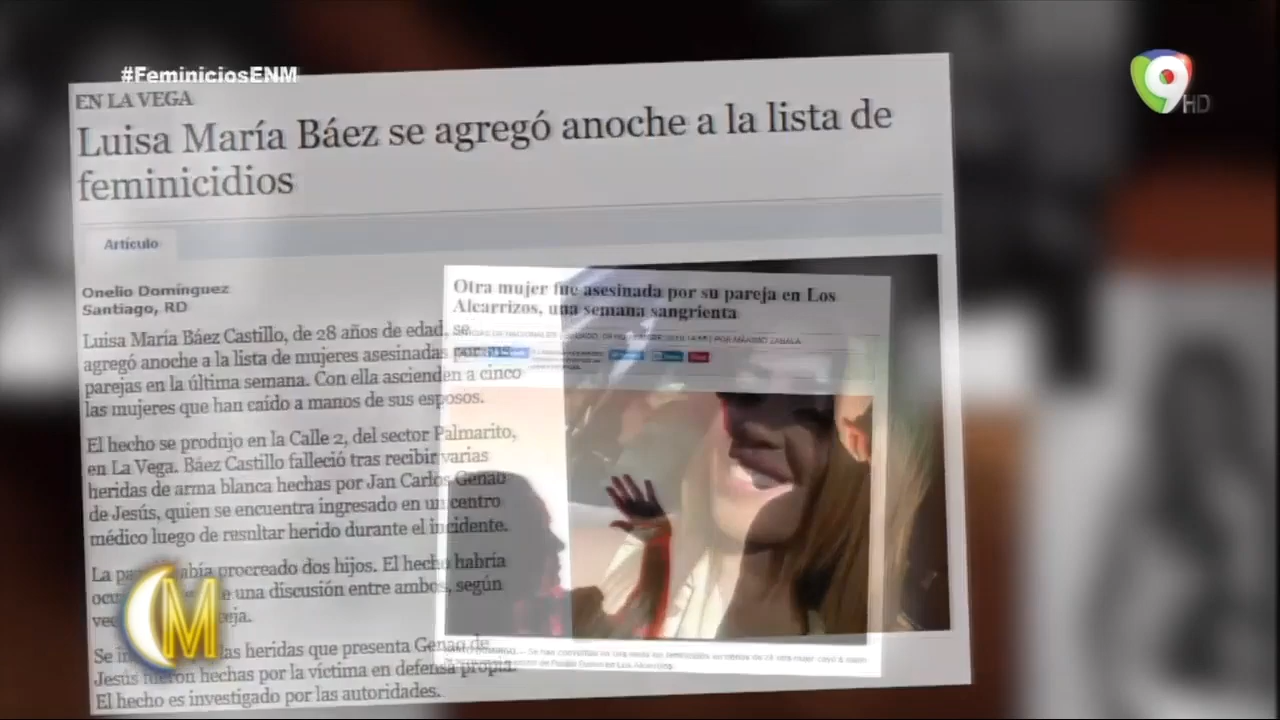 #FeminiciosENM
9HD
EN LA VEGA
Luisa María Báez se agregó anoche a la lista de
feminicidios
Artículo
Onelio Domínguez
Santiago, RD
Luisa María Báez Castillo, de 28 años de edad, se
agregó anoche a la lista de mujeres asesinadas por sus
parejas en la última semana. Con ella ascienden a cinco
las mujeres que han caído a manos de sus esposos.
El hecho se produjo en la Calle 2, del sector Palmarito,
en La Vega. Báez Castillo falleció tras recibir varias
heridas de arma blanca hechas por Jan Carlos Genao
de Jesús, quien se encuentra ingresado en un centro
médico luego de resultar herido durante el incidente.
La había procreado dos hijos. El hecho habría
una discusión entre ambos, según
Se las heridas que presenta Genao de
Jesús fueron hechas por la víctima en defensa propia.
El hecho es investigado por las autoridades.
Otra mujer fue asesinada por su pareja en Los
Alcarrizos, una semana sangrienta
M